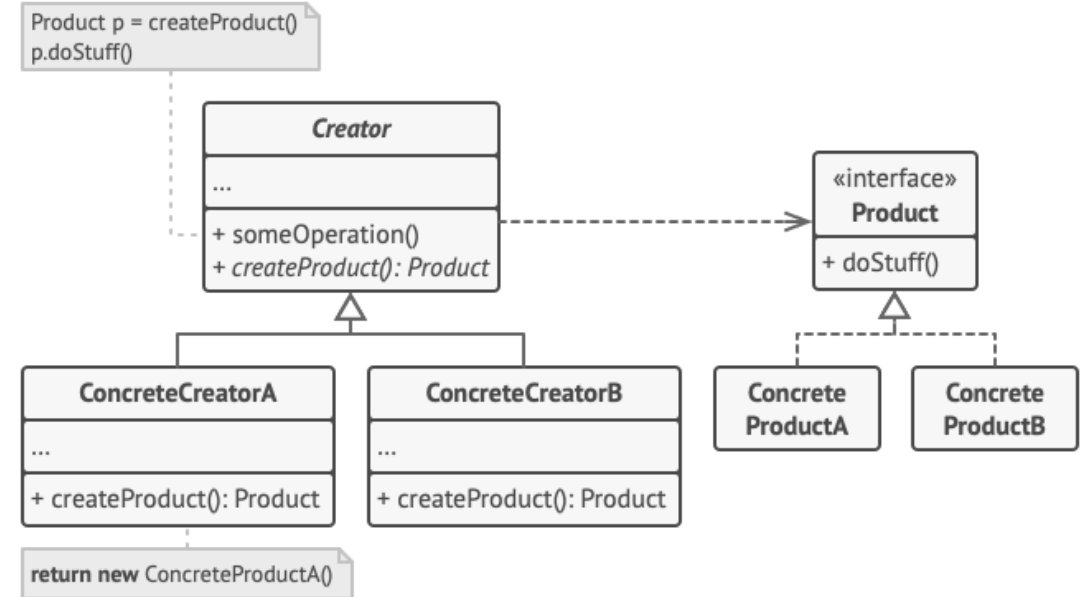 Product p = createProduct()
p.doStuff()
Creator
...
+ someOperation()
+ createProduct(): Product
«interface»
Product
+ doStuff()
ConcreteCreatorA
...
+ createProduct(): Product
ConcreteCreatorB
...
+ createProduct(): Product
Concrete
ProductA
Concrete
ProductB
return new ConcreteProductA()